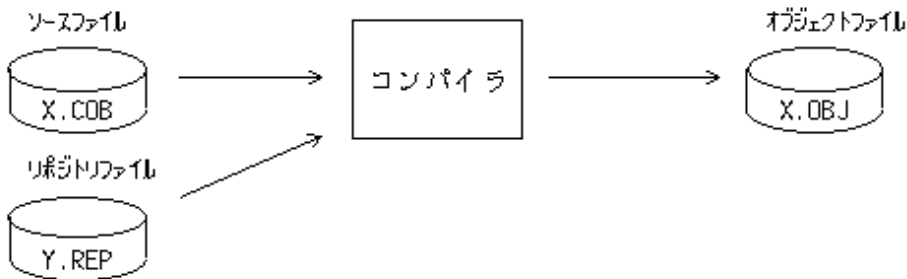 ソースファイル
X.COB
リポジトリファイル
Y.REP
コンパイラ
オブジェクトファイル
X.OBJ